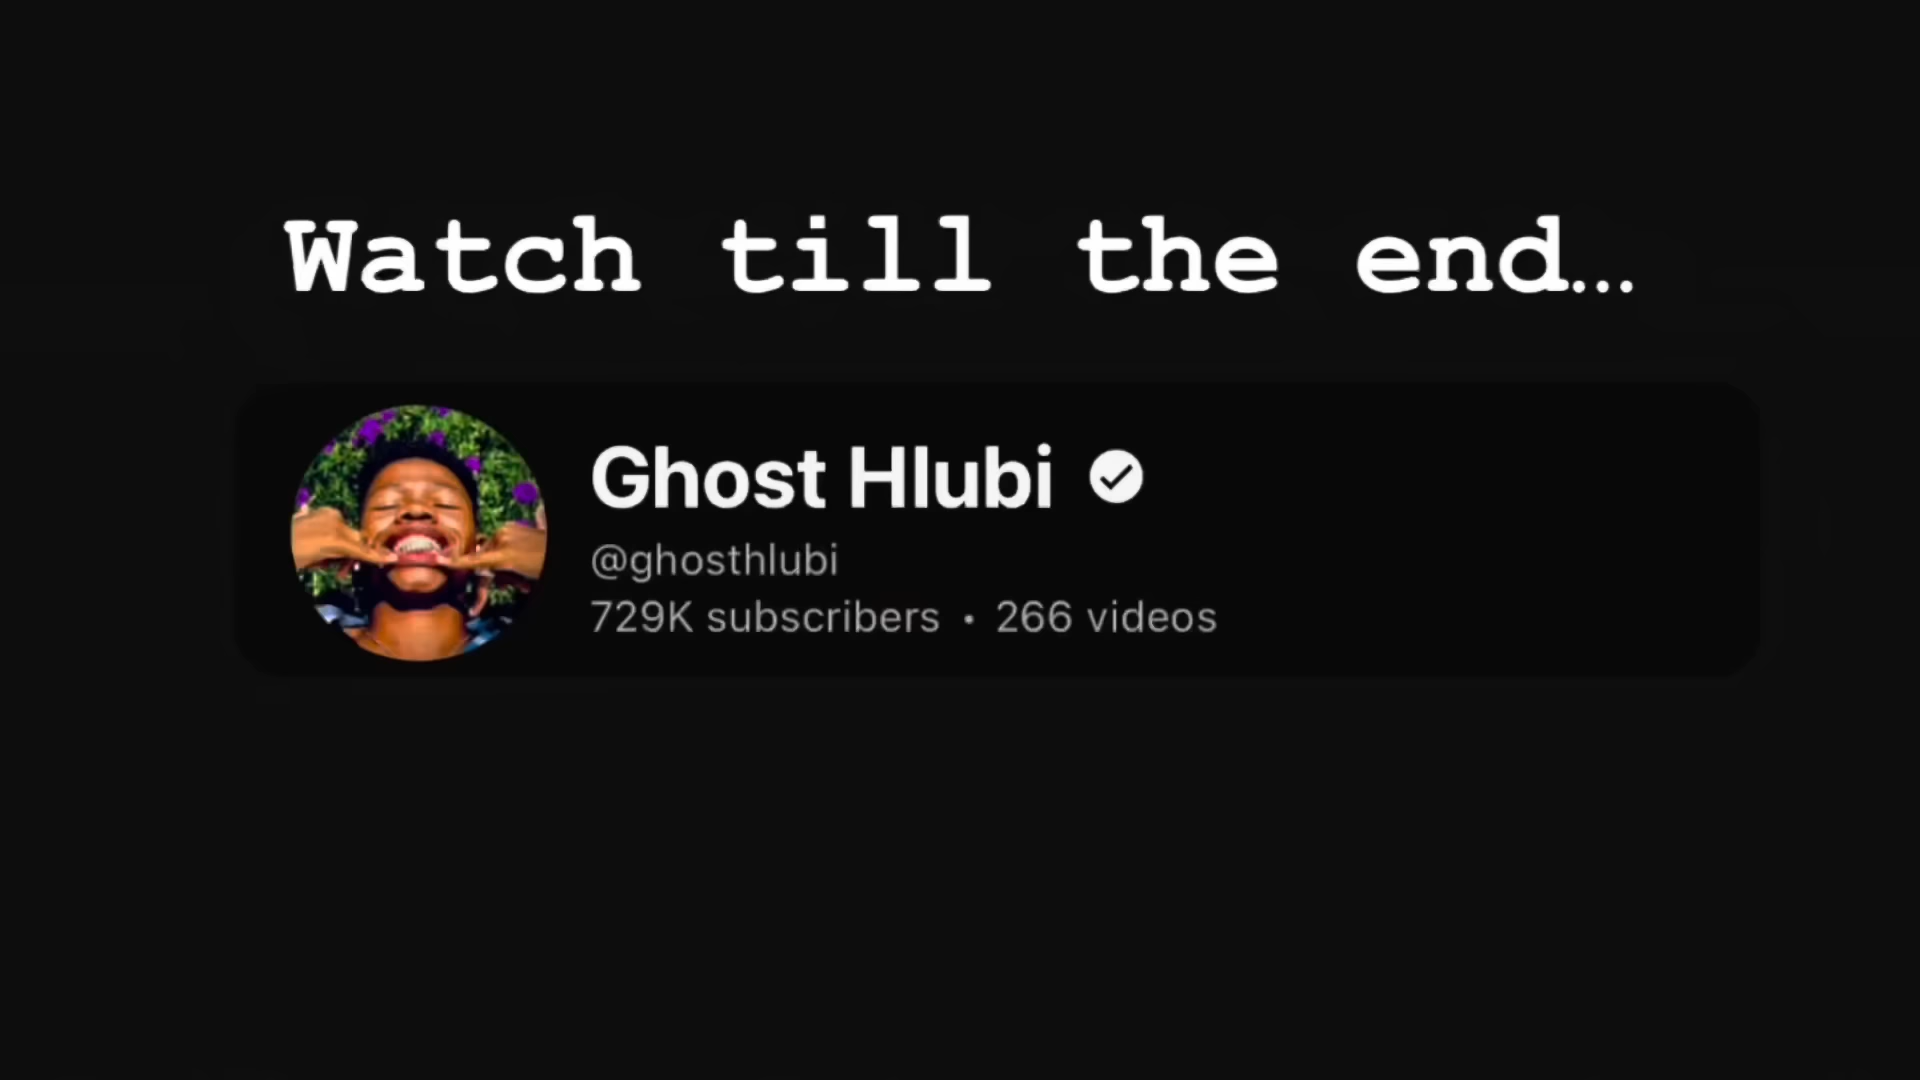 Watch till the end...
Ghost Hlubi
@ghosthlubi
729K subscribers • 266 videos